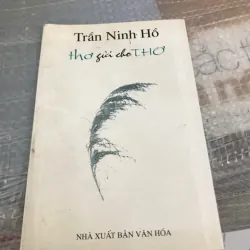 Trần Ninh Hồ
thơ gửi cho THƠ
NHÀ XUẤT BẢN VĂN HÓA